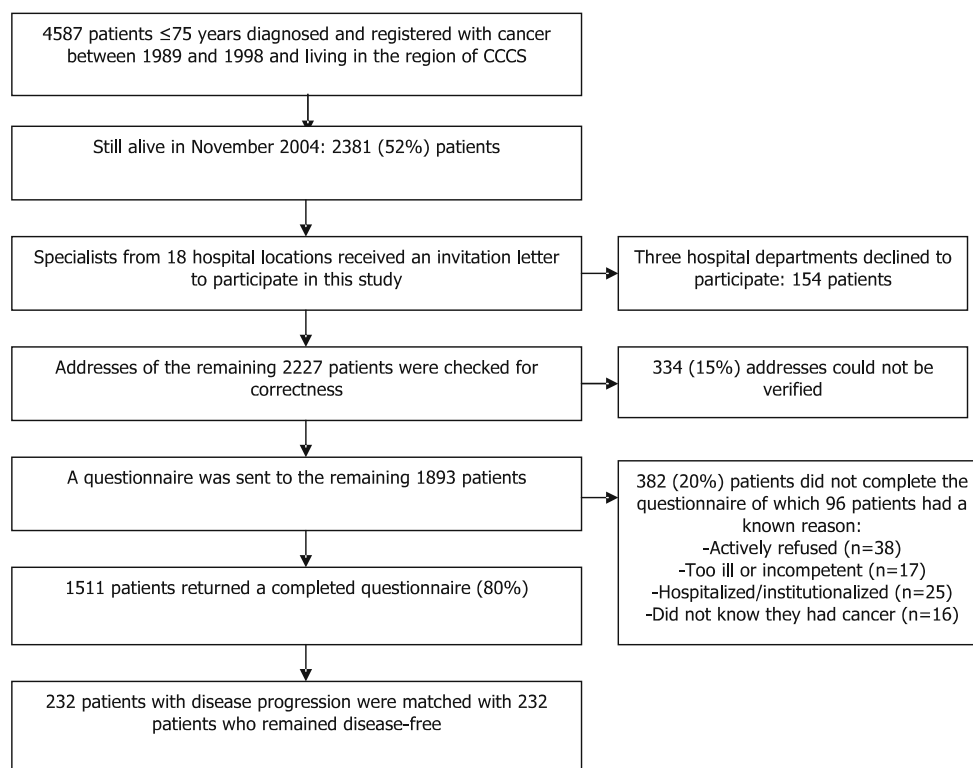 4587 patients ≤75 years diagnosed and registered with cancer
between 1989 and 1998 and living in the region of CCCS
Still alive in November 2004: 2381 (52%) patients
Specialists from 18 hospital locations received an invitation letter
to participate in this study
Three hospital departments declined to
participate: 154 patients
Addresses of the remaining 2227 patients were checked for
correctness
334 (15%) addresses could not be
verified
A questionnaire was sent to the remaining 1893 patients
382 (20%) patients did not complete the
questionnaire of which 96 patients had a
known reason:
-Actively refused (n=38)
-Too ill or incompetent (n=17)
-Hospitalized/institutionalized (n=25)
-Did not know they had cancer (n=16)
1511 patients returned a completed questionnaire (80%)
232 patients with disease progression were matched with 232
patients who remained disease-free